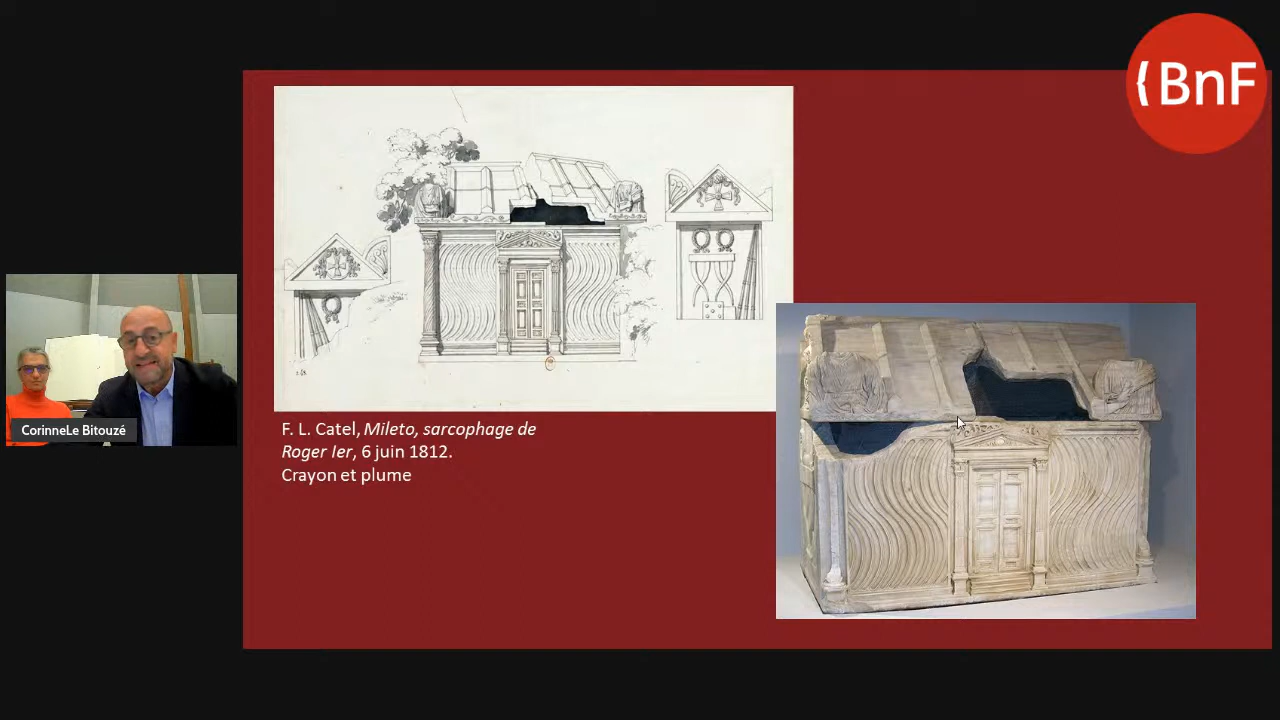 {BnF
F. L. Catel, Mileto, sarcophage de
Roger Ier, 6 juin 1812.
Crayon et plume
CorinneLe Bitouzé